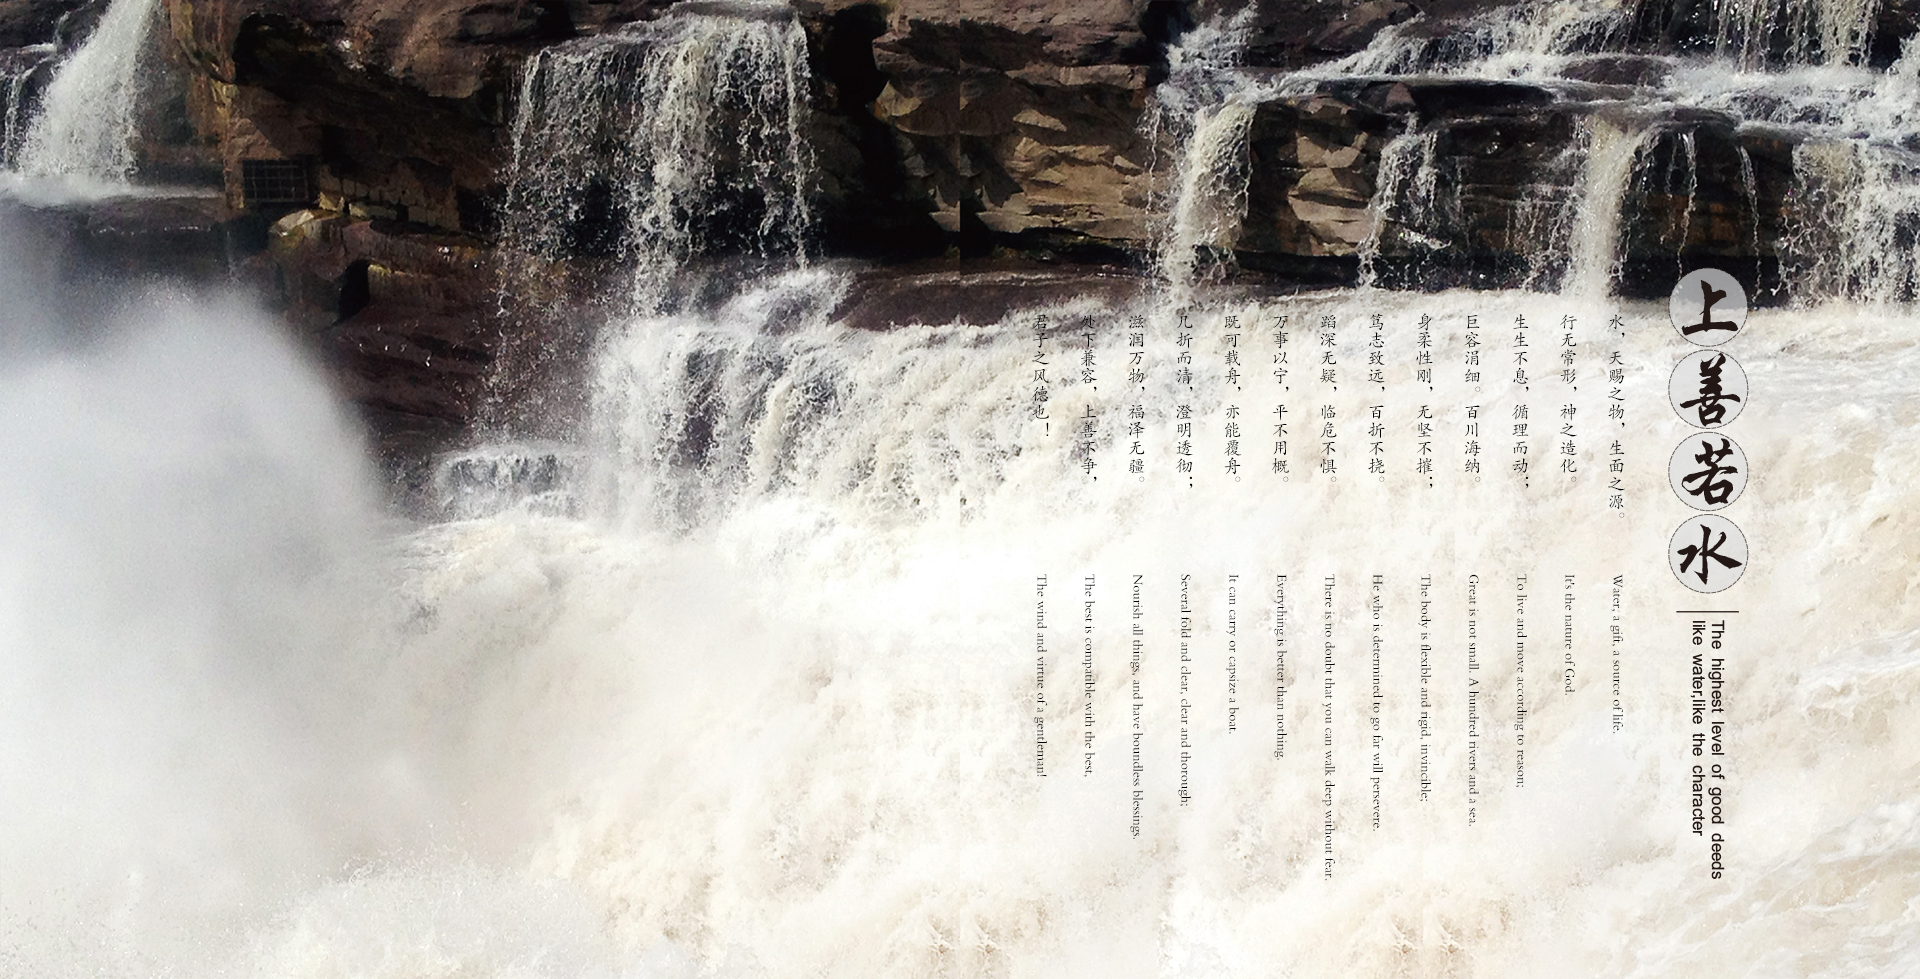 上善若水
The highest level of good deeds
like water,like the character
水，天赐之物，生面之源。
行无常形，神之造化。
生生不息，循理而动；
巨容涓细。百川海纳。
身柔性刚，无坚不摧；
笃志致远，百折不挠。
蹈深无疑，临危不惧。
万事以宁，平不用概。
既可载舟，亦能覆舟。
几折而清，澄明透彻；
滋润万物，福泽无疆。
处下兼容，上善不争，
君子之风德也！
Water, a gift, a source of life.
It's the nature of God.
To live and move according to reason;
Great is not small. A hundred rivers and a sea.
The body is flexible and rigid, invincible;
He who is determined to go far will persevere.
There is no doubt that you can walk deep without fear.
Everything is better than nothing.
It can carry or capsize a boat.
Several fold and clear, clear and thorough;
Nourish all things, and have boundless blessings.
The best is compatible with the best,
The wind and virtue of a gentleman!